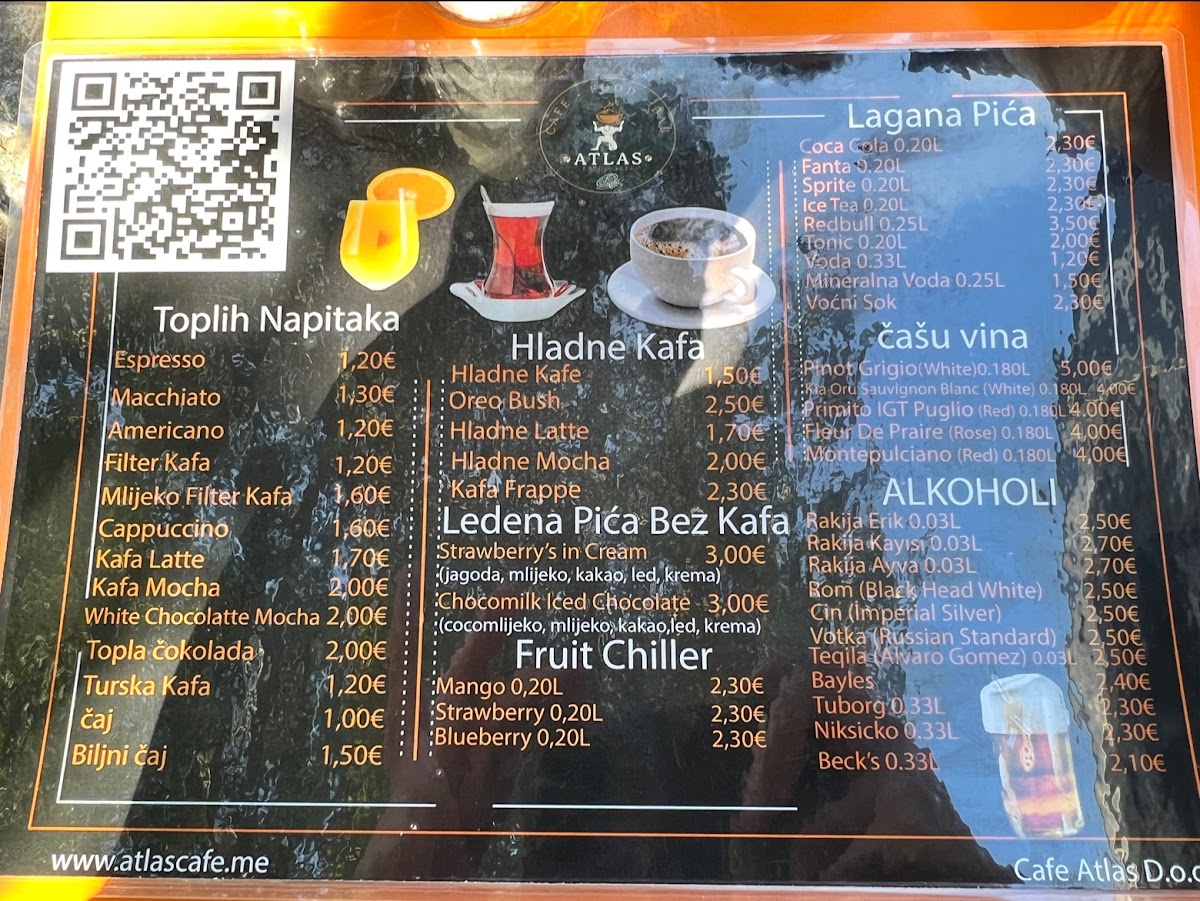 CAFE FOOD
ATLAS
Toplih Napitaka
Espresso 1,20€
Macchiato 1,30€
Americano 1,20€
Filter Kafa 1,20€
Mlijeko Filter Kafa 1,60€
Cappuccino 1,60€
Kafa Latte 1,70€
Kafa Mocha 2,00€
White Chocolatte Mocha 2,00€
Topla čokolada 2,00€
Turska Kafa 1,20€
čaj 1,00€
Biljni čaj 1,50€
Hladne Kafa
Hladne Kafe 1,50€
Oreo Bush 2,50€
Hladne Latte 1,70€
Hladne Mocha 2,00€
Kafa Frappe 2,30€
Ledena Pića Bez Kafa
Strawberry's in Cream 3,00€
(jagoda, mlijeko, kakao, led, krema)
Chocomilk Iced Chocolate 3,00€
(cocomlijeko, mlijeko, kakao,led, krema)
Fruit Chiller
Mango 0,20L 2,30€
Strawberry 0,20L 2,30€
Blueberry 0,20L 2,30€
Lagana Pića
Coca Cola 0.20L 2,30€
Fanta 0.20L 2,30€
Sprite 0.20L 2,30€
Ice Tea 0.20L 2,30€
Redbull 0.25L 3,50€
Tonic 0.20L 2,00€
Voda 0.33L 1,20€
Mineralna Voda 0.25L 1,50€
Voćni Sok 2,30€
čašu vina
Pinot Grigio(White)0.180L 5,00€
Kia Oru Sauvignon Blanc (White) 0.180L 4,00€
Primito IGT Puglio (Red) 0.180L 4.00€
Fleur De Praire (Rose) 0.180L 4,00€
Montepulciano (Red) 0.180L 4,00€
ALKOHOLI
Rakija Erik 0.03L 2,50€
Rakija Kayısı 0.03L 2,70€
Rakija Ayva 0.03L 2,70€
Rom (Black Head White) 2,50€
Cin (Imperial Silver) 2,50€
Votka (Russian Standard) 2,50€
Teqila (Alvaro Gomez) 0.03L 2,50€
Bayles 2,40€
Tuborg 0.33L 2,30€
Niksicko 0.33L 2,30€
Beck's 0.33L 2,10€
www.atlascafe.me
Cafe Atlas D.o.o